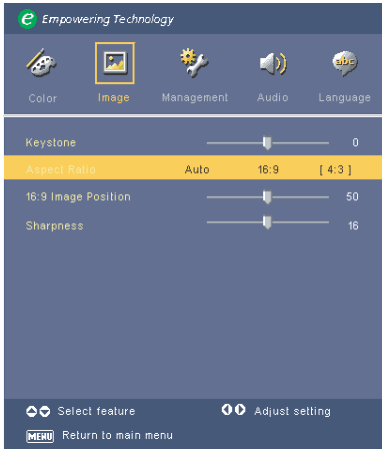 e Empowering Technology
abc
Color Image Management Audio Language
Keystone 0
Aspect Ratio Auto 16:9 [ 4:3 ]
16:9 Image Position 50
Sharpness 16
Select feature Adjust setting
MENU Return to main menu